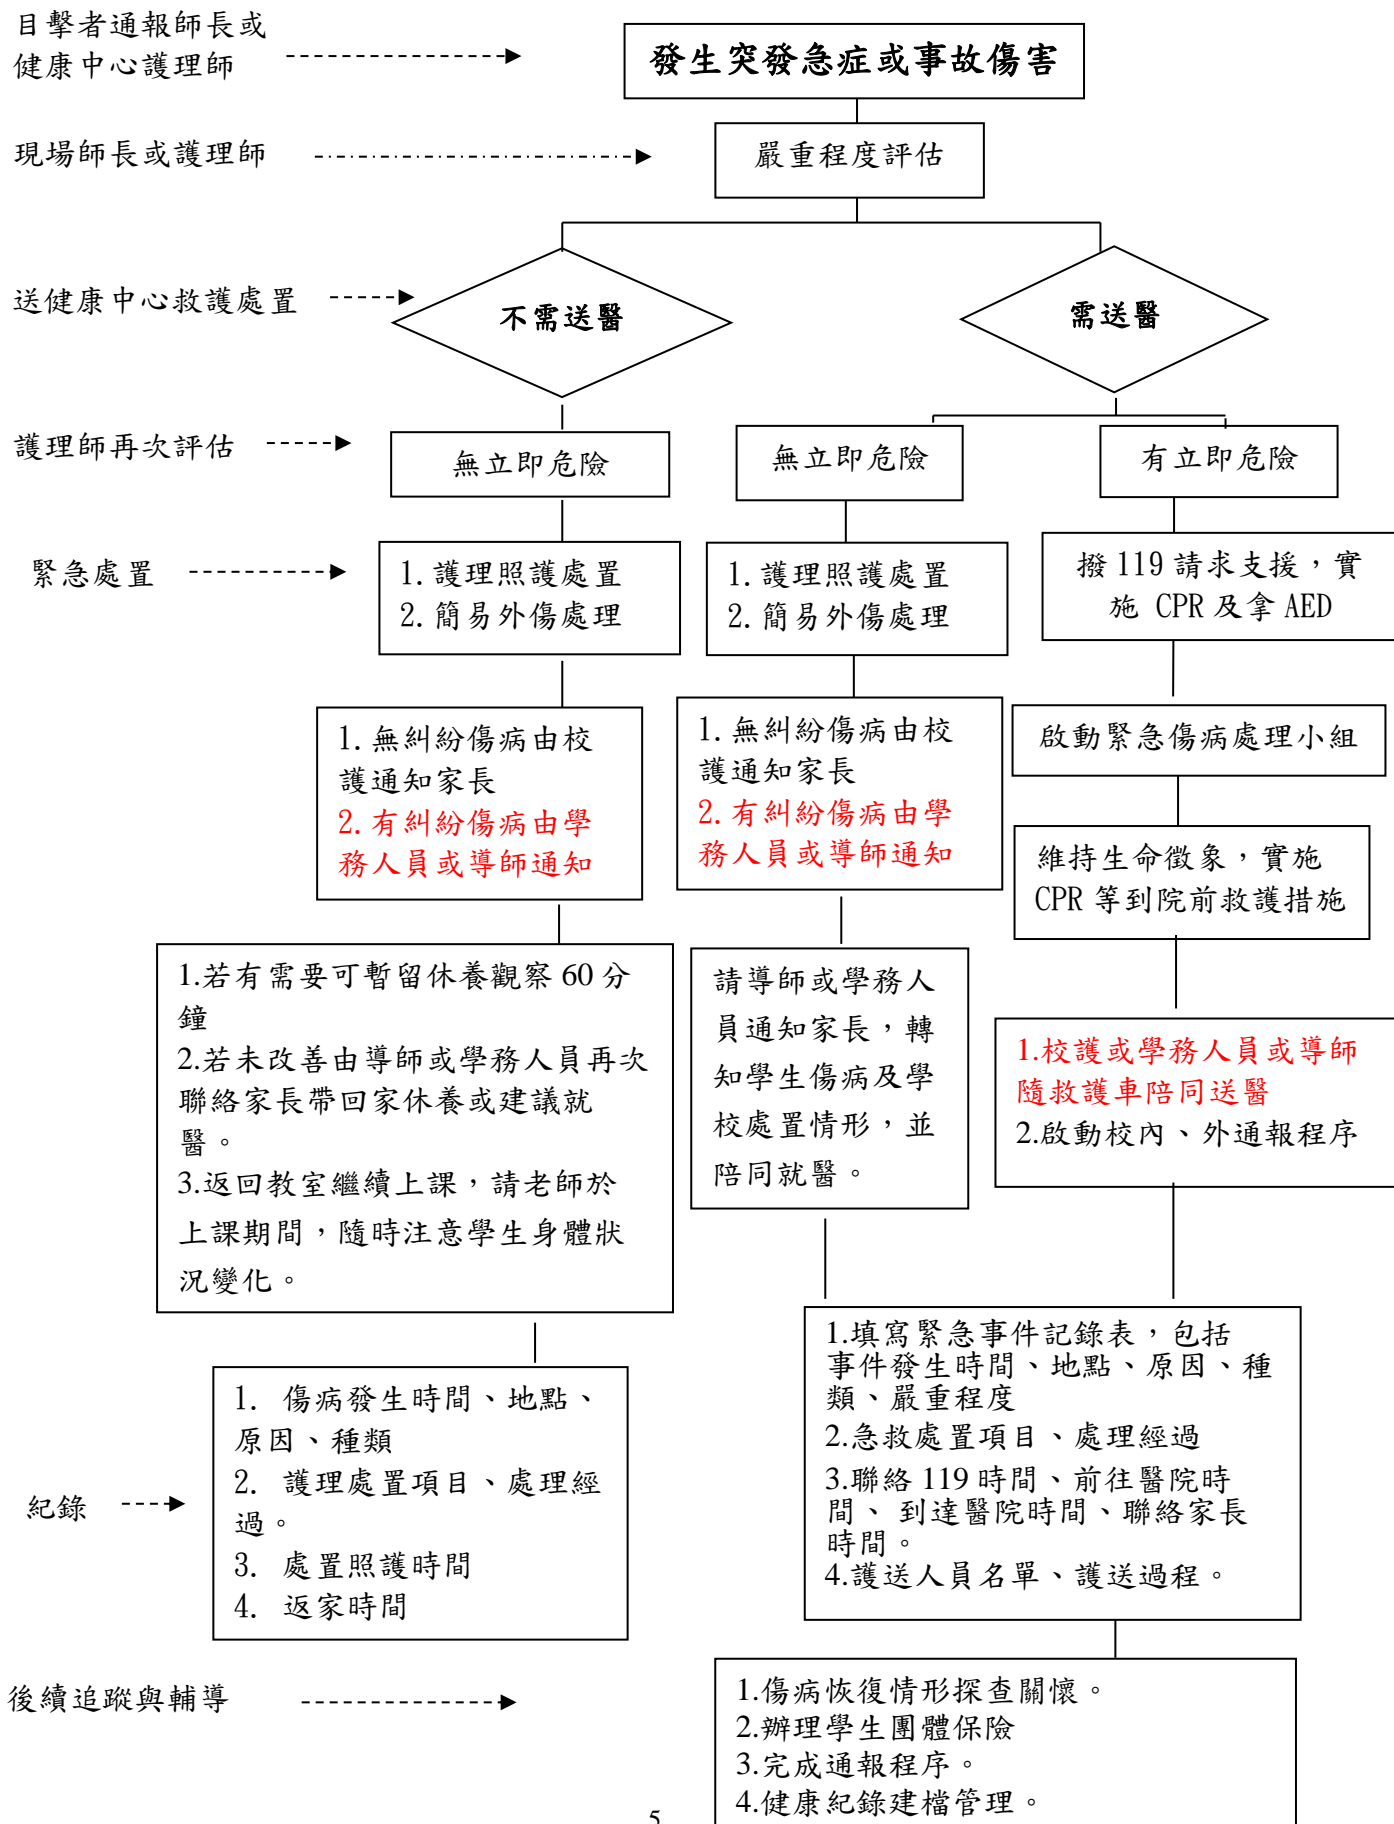 目擊者通報師長或
健康中心護理師
發生突發急症或事故傷害
現場師長或護理師
嚴重程度評估
送健康中心救護處置
不需送醫
需送醫
護理師再次評估
無立即危險
無立即危險
有立即危險
緊急處置
1.護理照護處置
2.簡易外傷處理
1.護理照護處置
2.簡易外傷處理
撥 119 請求支援，實
施 CPR 及拿 AED
1.無糾紛傷病由校
護通知家長
2.有糾紛傷病由學
務人員或導師通知
1.無糾紛傷病由校
護通知家長
2.有糾紛傷病由學
務人員或導師通知
啟動緊急傷病處理小組
維持生命徵象，實施
CPR 等到院前救護措施
1.若有需要可暫留休養觀察 60 分
鐘
2.若未改善由導師或學務人員再次
聯絡家長帶回家休養或建議就
醫。
3.返回教室繼續上課，請老師於
上課期間，隨時注意學生身體狀
況變化。
請導師或學務人
員通知家長，轉
知學生傷病及學
校處置情形，並
陪同就醫。
1.校護或學務人員或導師
隨救護車陪同送醫
2.啟動校內、外通報程序
紀錄
1. 傷病發生時間、地點、
原因、種類
2. 護理處置項目、處理經
過。
3. 處置照護時間
4. 返家時間
1.填寫緊急事件記錄表，包括
事件發生時間、地點、原因、種
類、嚴重程度
2.急救處置項目、處理經過
3.聯絡 119 時間、前往醫院時
間、 到達醫院時間、聯絡家長
時間。
4.護送人員名單、護送過程。
後續追蹤與輔導
1.傷病恢復情形探查關懷。
2.辦理學生團體保險
3.完成通報程序。
4.健康紀錄建檔管理。
5